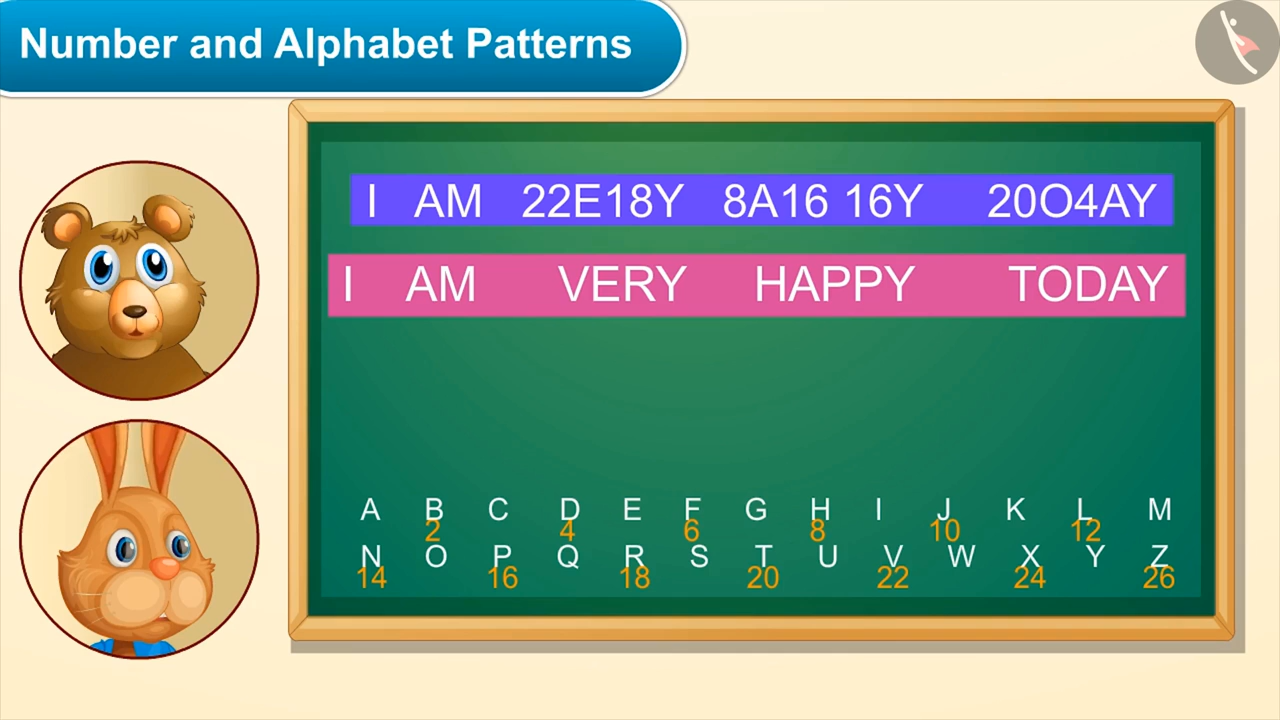 Number and Alphabet Patterns
I AM 22E18Y 8A16 16Y 20O4AY
I AM VERY HAPPY TODAY
A B C D E F G H I J K L M
2 4 6 8 10 12
N O P Q R S T U V W X Y Z
14 16 18 20 22 24 26